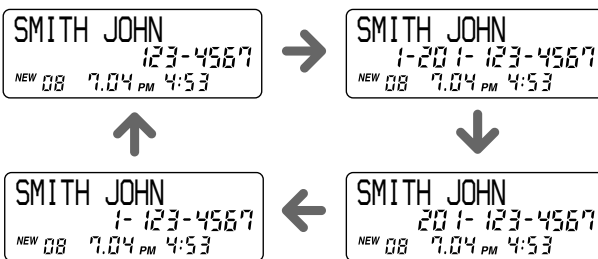 SMITH JOHN
123-4567
NEW 08 7.04 PM 4:53
SMITH JOHN
1-201-123-4567
NEW 08 7.04 PM 4:53
SMITH JOHN
1-123-4567
NEW 08 7.04 PM 4:53
SMITH JOHN
201-123-4567
NEW 08 7.04 PM 4:53